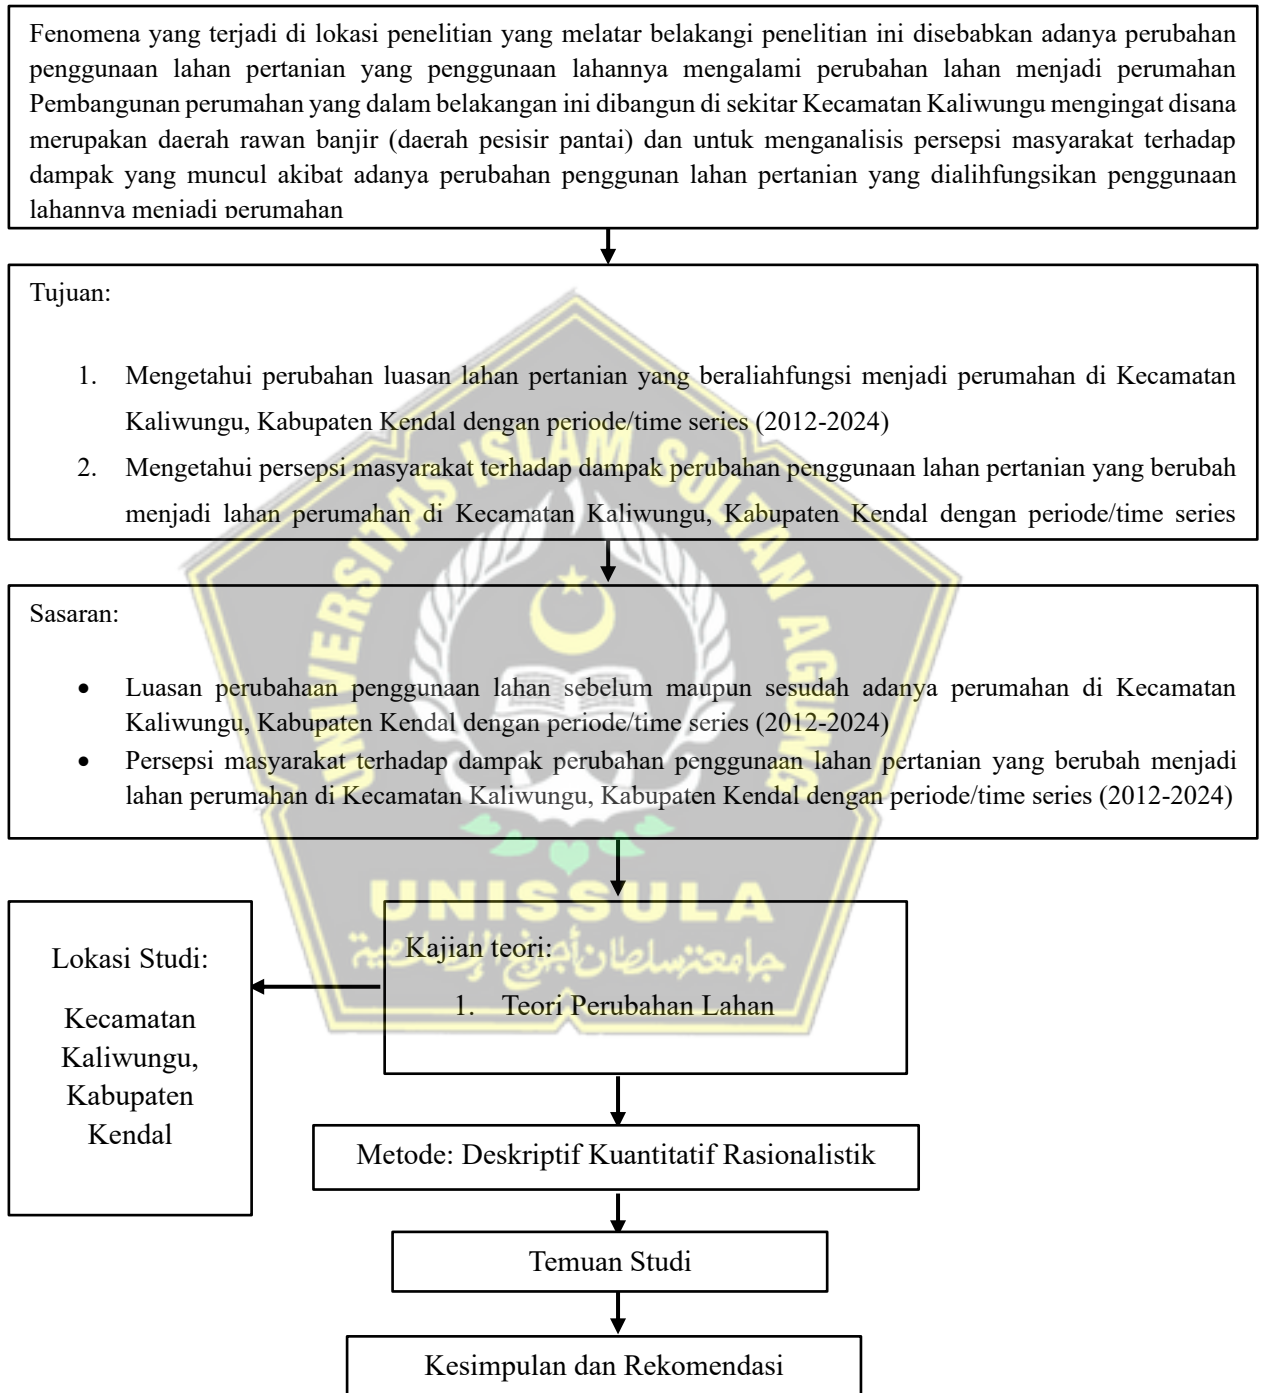 Fenomena yang terjadi di lokasi penelitian yang melatar belakangi penelitian ini disebabkan adanya perubahan
penggunaan lahan pertanian yang penggunaan lahannya mengalami perubahan lahan menjadi perumahan
Pembangunan perumahan yang dalam belakangan ini dibangun di sekitar Kecamatan Kaliwungu mengingat disana
merupakan daerah rawan banjir (daerah pesisir pantai) dan untuk menganalisis persepsi masyarakat terhadap
dampak yang muncul akibat adanya perubahan penggunan lahan pertanian yang dialihfungsikan penggunaan
lahannya menjadi perumahan
Tujuan:
1. Mengetahui perubahan luasan lahan pertanian yang beraliahfungsi menjadi perumahan di Kecamatan
Kaliwungu, Kabupaten Kendal dengan periode/time series (2012-2024)
2. Mengetahui persepsi masyarakat terhadap dampak perubahan penggunaan lahan pertanian yang berubah
menjadi lahan perumahan di Kecamatan Kaliwungu, Kabupaten Kendal dengan periode/time series
Sasaran:
• Luasan perubahaan penggunaan lahan sebelum maupun sesudah adanya perumahan di Kecamatan
Kaliwungu, Kabupaten Kendal dengan periode/time series (2012-2024)
• Persepsi masyarakat terhadap dampak perubahan penggunaan lahan pertanian yang berubah menjadi
lahan perumahan di Kecamatan Kaliwungu, Kabupaten Kendal dengan periode/time series (2012-2024)
UNIVERSITAS ISLAM SULTAN AGUNG
UNISSULA
جامعة سلطان أجونج الإسلامية
Lokasi Studi:
Kecamatan
Kaliwungu,
Kabupaten
Kendal
Kajian teori:
1. Teori Perubahan Lahan
Metode: Deskriptif Kuantitatif Rasionalistik
Temuan Studi
Kesimpulan dan Rekomendasi